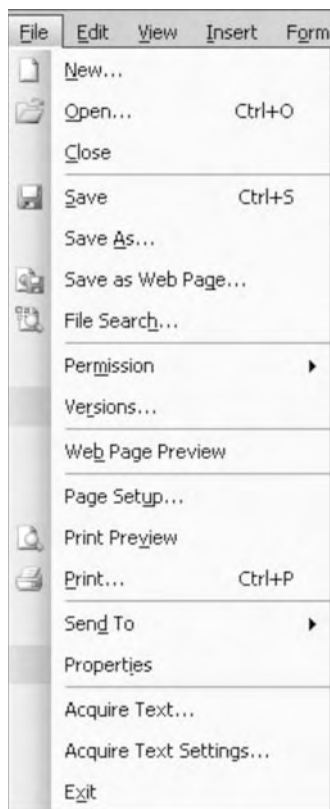 File Edit View Insert Form
New...
Open... Ctrl+O
Close
Save Ctrl+S
Save As...
Save as Web Page...
File Search...
Permission
Versions...
Web Page Preview
Page Setup...
Print Preview
Print... Ctrl+P
Send To
Properties
Acquire Text...
Acquire Text Settings...
Exit